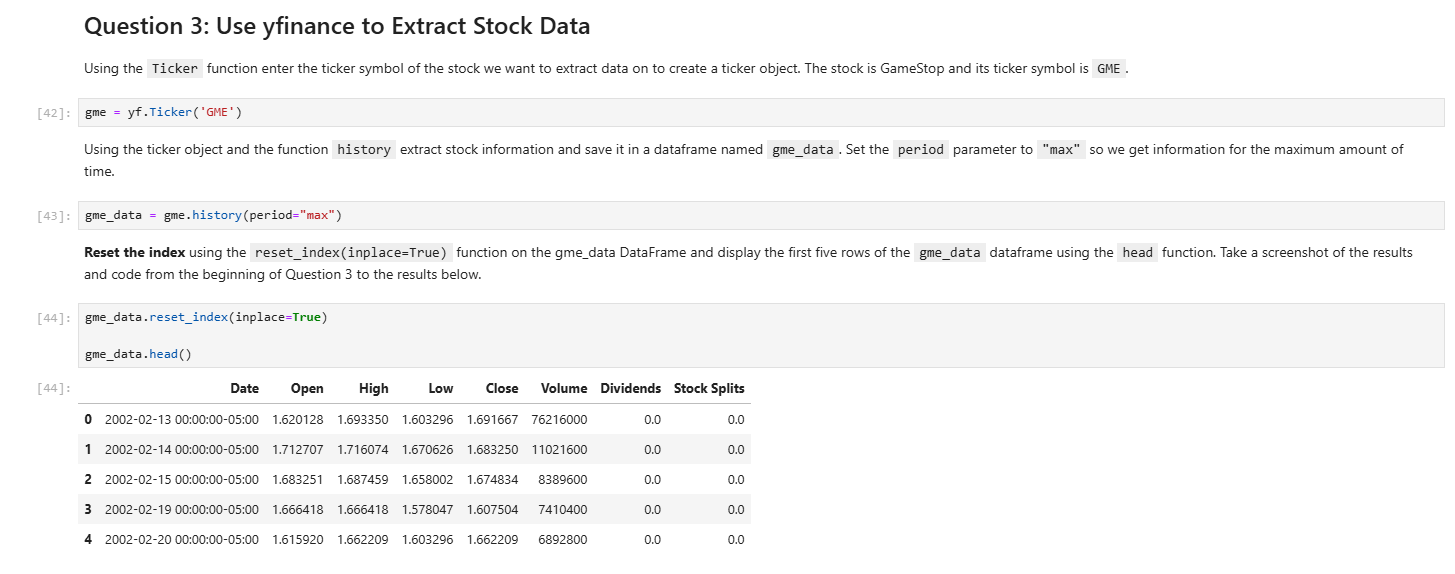 Question 3: Use yfinance to Extract Stock Data
Using the Ticker function enter the ticker symbol of the stock we want to extract data on to create a ticker object. The stock is GameStop and its ticker symbol is GME.
[42]: gme = yf.Ticker('GME')
Using the ticker object and the function history extract stock information and save it in a dataframe named gme_data. Set the period parameter to "max" so we get information for the maximum amount of
time.
[43]: gme_data = gme.history(period="max")
Reset the index using the reset_index(inplace=True) function on the gme_data DataFrame and display the first five rows of the gme_data dataframe using the head function. Take a screenshot of the results
and code from the beginning of Question 3 to the results below.
[44]: gme_data.reset_index(inplace=True)
gme_data.head()
[44]: Date Open High Low Close Volume Dividends Stock Splits
0 2002-02-13 00:00:00-05:00 1.620128 1.693350 1.603296 1.691667 76216000 0.0 0.0
1 2002-02-14 00:00:00-05:00 1.712707 1.716074 1.670626 1.683250 11021600 0.0 0.0
2 2002-02-15 00:00:00-05:00 1.683251 1.687459 1.658002 1.674834 8389600 0.0 0.0
3 2002-02-19 00:00:00-05:00 1.666418 1.666418 1.578047 1.607504 7410400 0.0 0.0
4 2002-02-20 00:00:00-05:00 1.615920 1.662209 1.603296 1.662209 6892800 0.0 0.0